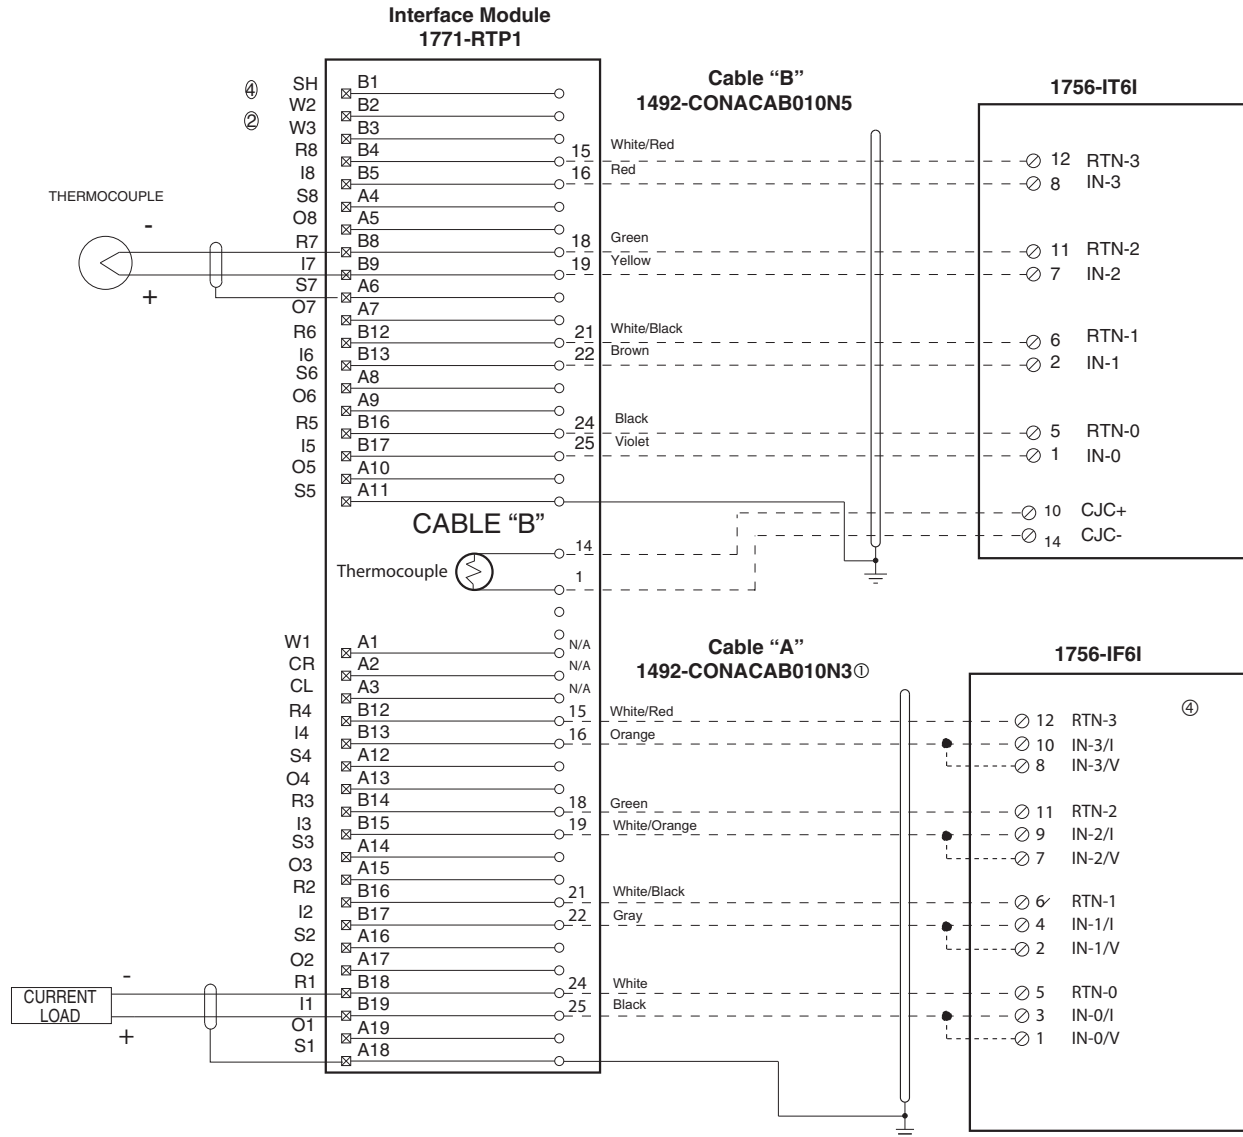 Interface Module
1771-RTP1
Cable “B”
1492-CONACAB010N5
1756-IT6I
④ SH B1
W2 B2
② W3 B3
R8 B4 15 White/Red 12 RTN-3
I8 B5 16 Red 8 IN-3
THERMOCOUPLE
S8 A4
O8 A5
-
R7 B8 18 Green 11 RTN-2
I7 B9 19 Yellow 7 IN-2
+
S7 A6
O7 A7
R6 B12 21 White/Black 6 RTN-1
I6 B13 22 Brown 2 IN-1
S6 A8
O6 A9
R5 B16 24 Black 5 RTN-0
I5 B17 25 Violet 1 IN-0
O5 A10
S5 A11
10 CJC+
14 CJC-
CABLE “B”
14
Thermocouple
1
Cable “A”
1492-CONACAB010N3①
1756-IF6I
W1 A1 N/A
CR A2 N/A
CL A3 N/A
④
R4 B12 15 White/Red 12 RTN-3
I4 B13 16 Orange 10 IN-3/I
S4 A12 8 IN-3/V
O4 A13
R3 B14 18 Green 11 RTN-2
I3 B15 19 White/Orange 9 IN-2/I
S3 A14 7 IN-2/V
O3 A15
R2 B16 21 White/Black 6 RTN-1
I2 B17 22 Gray 4 IN-1/I
S2 A16 2 IN-1/V
O2 A17
-
R1 B18 24 White 5 RTN-0
CURRENT
LOAD
I1 B19 25 Black 3 IN-0/I
+
O1 A19 1 IN-0/V
S1 A18